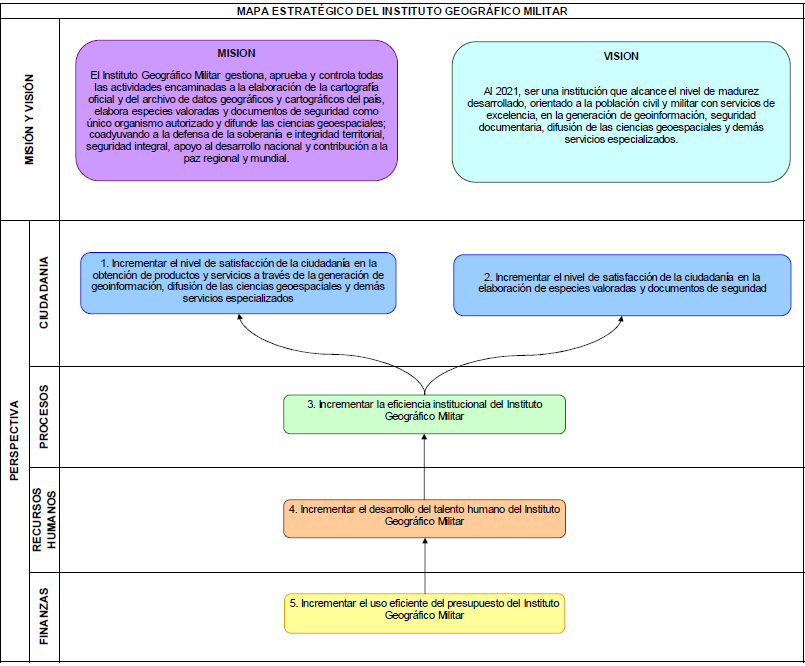 MAPA ESTRATÉGICO DEL INSTITUTO GEOGRÁFICO MILITAR
MISIÓN Y VISIÓN
MISION
El Instituto Geográfico Militar gestiona, aprueba y controla todas
las actividades encaminadas a la elaboración de la cartografía
oficial y del archivo de datos geográficos y cartográficos del país,
elabora especies valoradas y documentos de seguridad como
único organismo autorizado y difunde las ciencias geoespaciales;
coadyuvando a la defensa de la soberanía e integridad territorial,
seguridad integral, apoyo al desarrollo nacional y contribución a la
paz regional y mundial.
VISION
Al 2021, ser una institución que alcance el nivel de madurez
desarrollado, orientado a la población civil y militar con servicios de
excelencia, en la generación de geoinformación, seguridad
documentaria, difusión de las ciencias geoespaciales y demás
servicios especializados.
PERSPECTIVA
CIUDADANIA
1. Incrementar el nivel de satisfacción de la ciudadanía en la
obtención de productos y servicios a través de la generación de
geoinformación, difusión de las ciencias geoespaciales y demás
servicios especializados
2. Incrementar el nivel de satisfacción de la ciudadanía en la
elaboración de especies valoradas y documentos de seguridad
PROCESOS
3. Incrementar la eficiencia institucional del Instituto
Geográfico Militar
RECURSOS
HUMANOS
4. Incrementar el desarrollo del talento humano del Instituto
Geográfico Militar
FINANZAS
5. Incrementar el uso eficiente del presupuesto del Instituto
Geográfico Militar